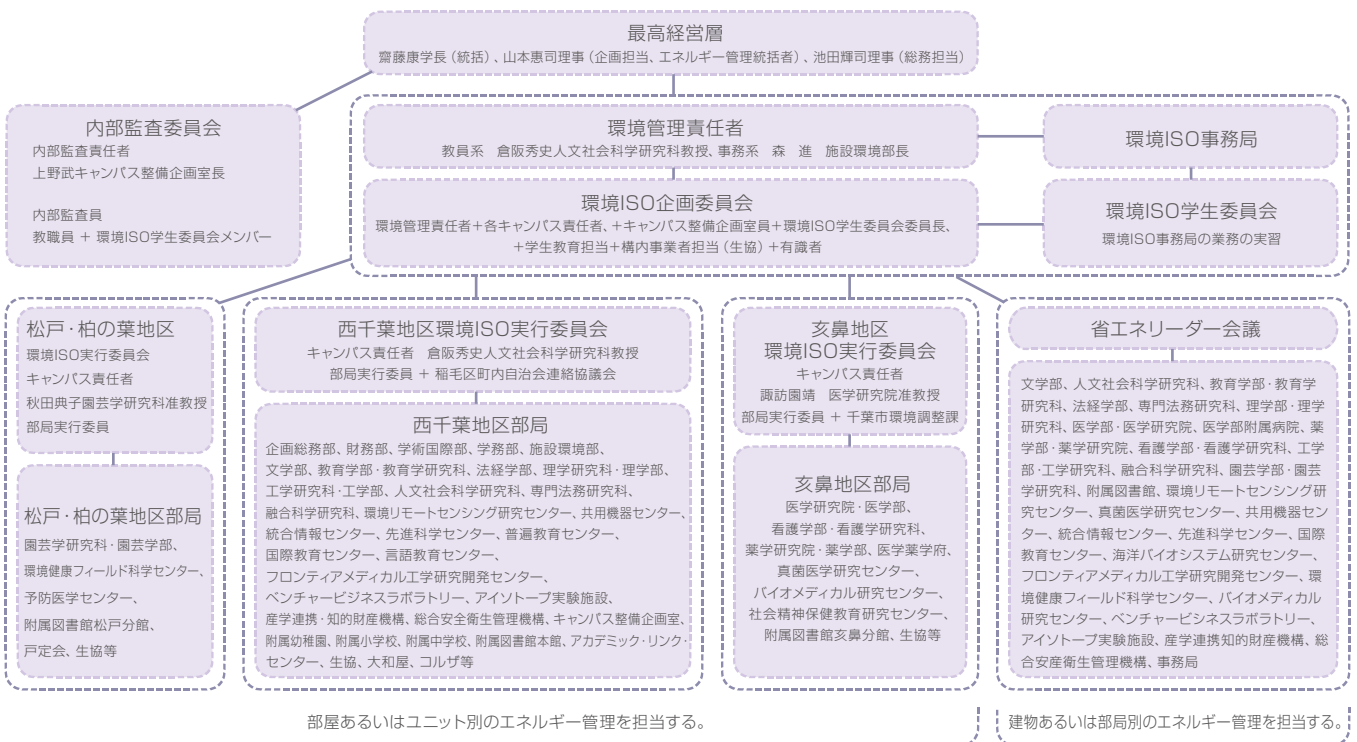 最高経営層
齋藤康学長（統括）、山本惠司理事（企画担当、エネルギー管理統括者）、池田輝司理事（総務担当）
内部監査委員会
内部監査責任者
上野武キャンパス整備企画室長
内部監査員
教職員 ＋ 環境ISO学生委員会メンバー
環境管理責任者
教員系　倉阪秀史人文社会科学研究科教授、事務系　森　進　施設環境部長
環境ISO事務局
環境ISO企画委員会
環境管理責任者＋各キャンパス責任者、＋キャンパス整備企画室員＋環境ISO学生委員会委員長、
＋学生教育担当＋構内事業者担当（生協）＋有識者
環境ISO学生委員会
環境ISO事務局の業務の実習
松戸・柏の葉地区
環境ISO実行委員会
キャンパス責任者
秋田典子園芸学研究科准教授
部局実行委員
松戸・柏の葉地区部局
園芸学研究科・園芸学部、
環境健康フィールド科学センター、
予防医学センター、
附属図書館松戸分館、
戸定会、生協等
西千葉地区環境ISO実行委員会
キャンパス責任者　倉阪秀史人文社会科学研究科教授
部局実行委員 ＋ 稲毛区町内自治会連絡協議会
西千葉地区部局
企画総務部、財務部、学術国際部、学務部、施設環境部、
文学部、教育学部・教育学研究科、法経学部、理学研究科・理学部、
工学研究科・工学部、人文社会科学研究科、専門法務研究科、
融合科学研究科、環境リモートセンシング研究センター、共用機器センター、
統合情報センター、先進科学センター、普遍教育センター、
国際教育センター、言語教育センター、
フロンティアメディカル工学研究開発センター、
ベンチャービジネスラボラトリー、アイソトープ実験施設、
産学連携・知的財産機構、総合安全衛生管理機構、キャンパス整備企画室、
附属幼稚園、附属小学校、附属中学校、附属図書館本館、アカデミック・リンク・
センター、生協、大和屋、コルザ等
亥鼻地区
環境ISO実行委員会
キャンパス責任者
諏訪園靖　医学研究院准教授
部局実行委員 ＋ 千葉市環境調整課
亥鼻地区部局
医学研究院・医学部、
看護学部・看護学研究科、
薬学研究院・薬学部、医学薬学府、
真菌医学研究センター、
バイオメディカル研究センター、
社会精神保健教育研究センター、
附属図書館亥鼻分館、生協等
省エネリーダー会議
文学部、人文社会科学研究科、教育学部・教育学
研究科、法経学部、専門法務研究科、理学部・理学
研究科、医学部・医学研究院、医学部附属病院、薬
学部・薬学研究院、看護学部・看護学研究科、工学
部・工学研究科、融合科学研究科、園芸学部・園芸
学研究科、附属図書館、環境リモートセンシング研
究センター、真菌医学研究センター、共用機器セン
ター、統合情報センター、先進科学センター、国際
教育センター、海洋バイオシステム研究センター、
フロンティアメディカル工学研究開発センター、環
境健康フィールド科学センター、バイオメディカル
研究センター、ベンチャービジネスラボラトリー、
アイソトープ実験施設、産学連携知的財産機構、総
合安産衛生管理機構、事務局
部屋あるいはユニット別のエネルギー管理を担当する。
建物あるいは部局別のエネルギー管理を担当する。